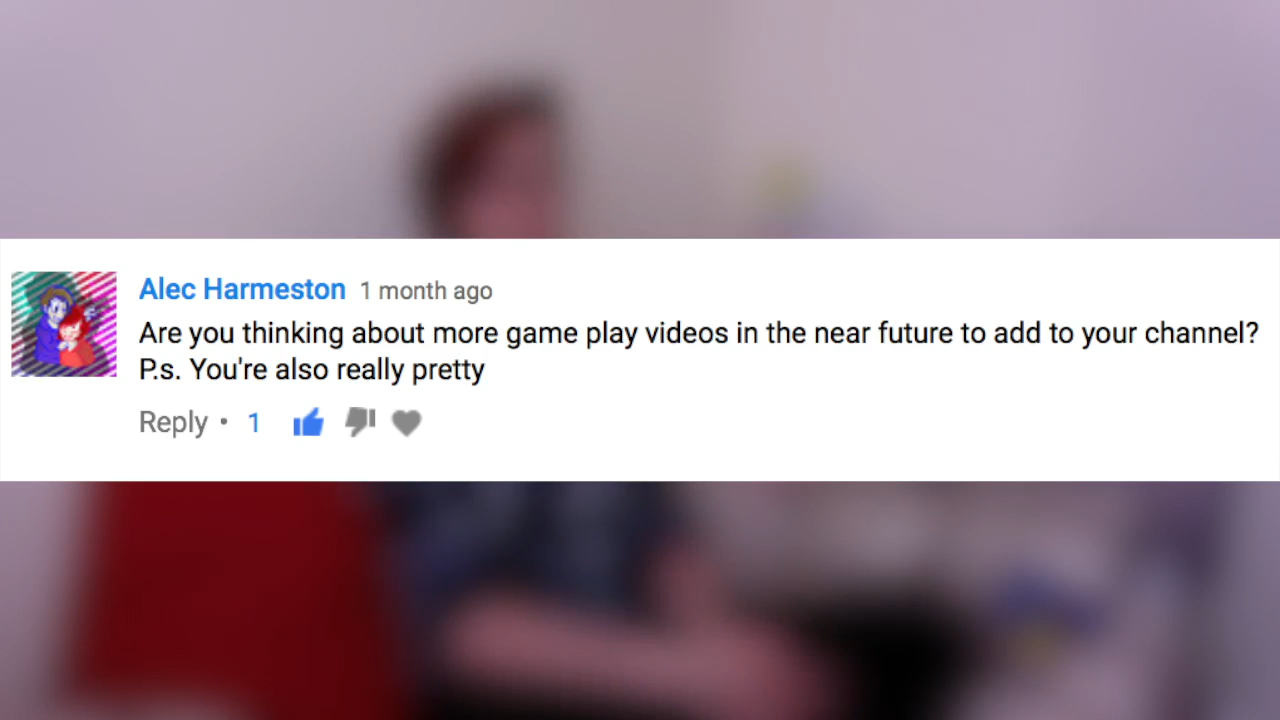 Alec Harmeston 1 month ago
Are you thinking about more game play videos in the near future to add to your channel?
P.s. You're also really pretty
Reply • 1